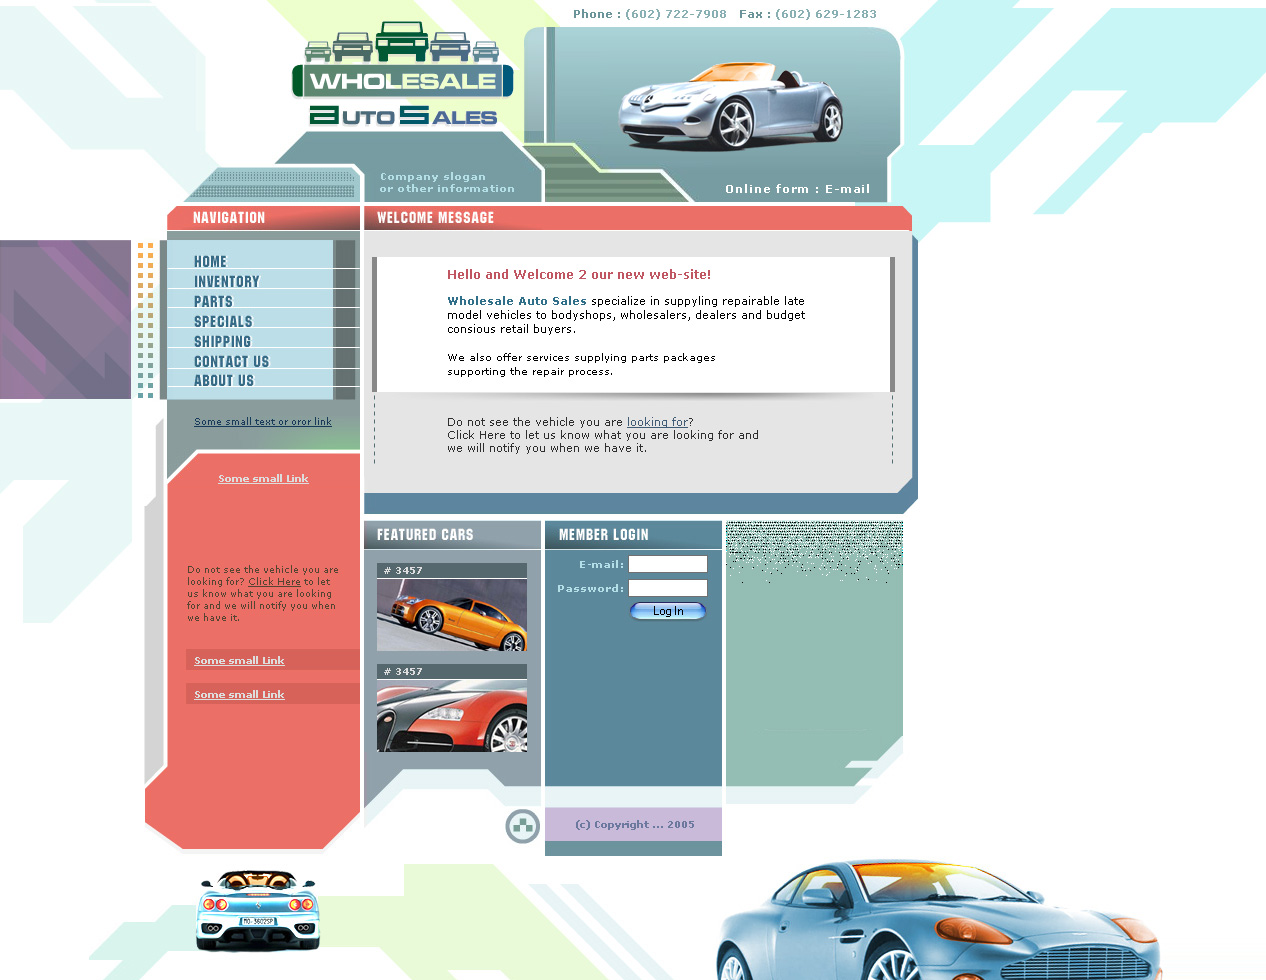 Phone : (602) 722-7908   Fax : (602) 629-1283
WHOLESALE
AUTO SALES
Company slogan
or other information
Online form : E-mail
NAVIGATION
WELCOME MESSAGE
HOME
INVENTORY
PARTS
SPECIALS
SHIPPING
CONTACT US
ABOUT US
Some small text or oror link
Hello and Welcome 2 our new web-site!
Wholesale Auto Sales specialize in suppyling repairable late
model vehicles to bodyshops, wholesalers, dealers and budget
consious retail buyers.
We also offer services supplying parts packages
supporting the repair process.
Do not see the vehicle you are looking for?
Click Here to let us know what you are looking for and
we will notify you when we have it.
Some small Link
Do not see the vehicle you are
looking for? Click Here to let
us know what you are looking
for and we will notify you when
we have it.
Some small Link
Some small Link
FEATURED CARS
# 3457
# 3457
MEMBER LOGIN
E-mail:
Password:
Log In
(c) Copyright ... 2005
MO·3602SP